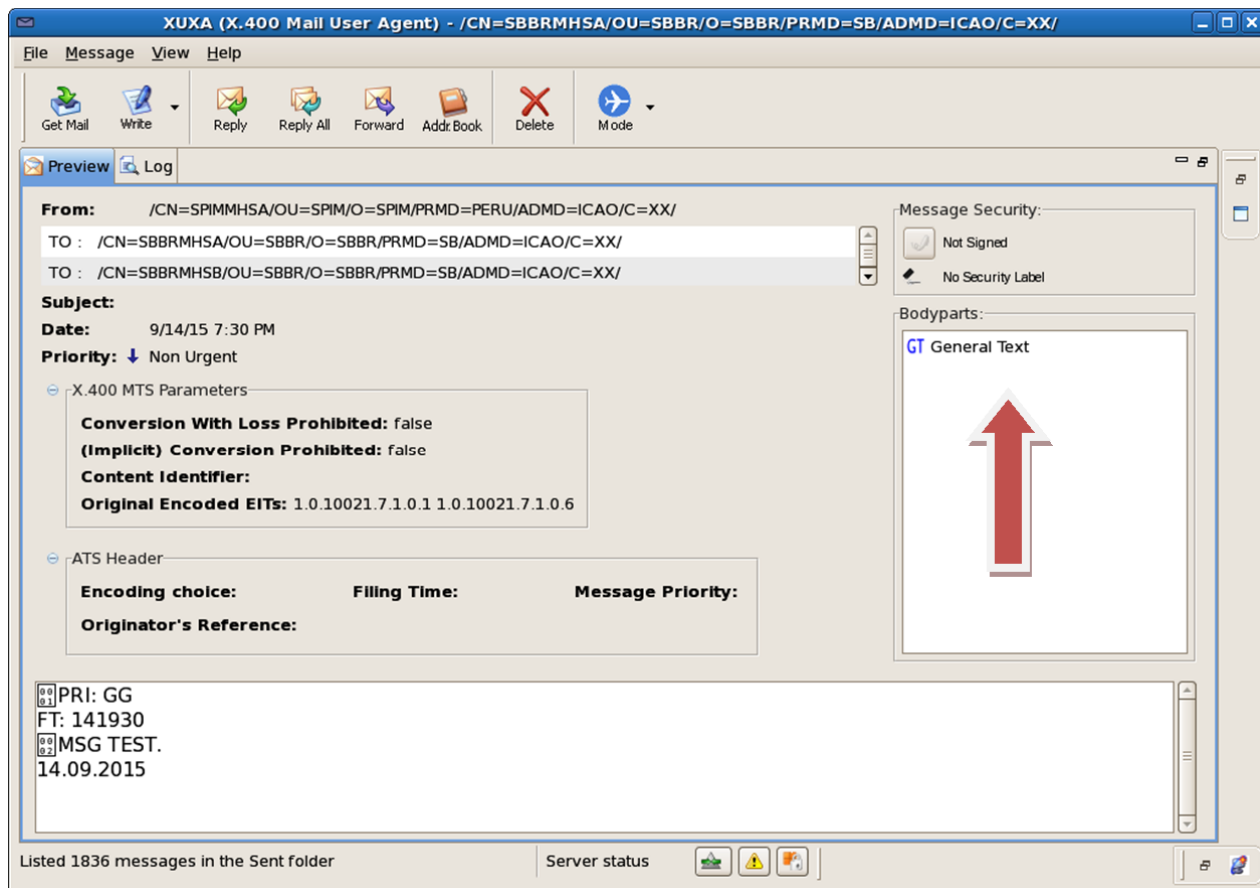 XUXA (X.400 Mail User Agent) - /CN=SBBRMHSA/OU=SBBR/O=SBBR/PRMD=SB/ADMD=ICAO/C=XX/
File Message View Help
Get Mail Write Reply Reply All Forward Addr.Book Delete Mode
Preview Log
From: /CN=SPIMMHSA/OU=SPIM/O=SPIM/PRMD=PERU/ADMD=ICAO/C=XX/
TO : /CN=SBBRMHSA/OU=SBBR/O=SBBR/PRMD=SB/ADMD=ICAO/C=XX/
TO : /CN=SBBRMHSB/OU=SBBR/O=SBBR/PRMD=SB/ADMD=ICAO/C=XX/
Subject:
Date: 9/14/15 7:30 PM
Priority: Non Urgent
Message Security:
Not Signed
No Security Label
Bodyparts:
GT General Text
X.400 MTS Parameters
Conversion With Loss Prohibited: false
(Implicit) Conversion Prohibited: false
Content Identifier:
Original Encoded EITs: 1.0.10021.7.1.0.1 1.0.10021.7.1.0.6
ATS Header
Encoding choice: Filing Time: Message Priority:
Originator's Reference:
0001PRI: GG
FT: 141930
0002MSG TEST.
14.09.2015
Listed 1836 messages in the Sent folder Server status